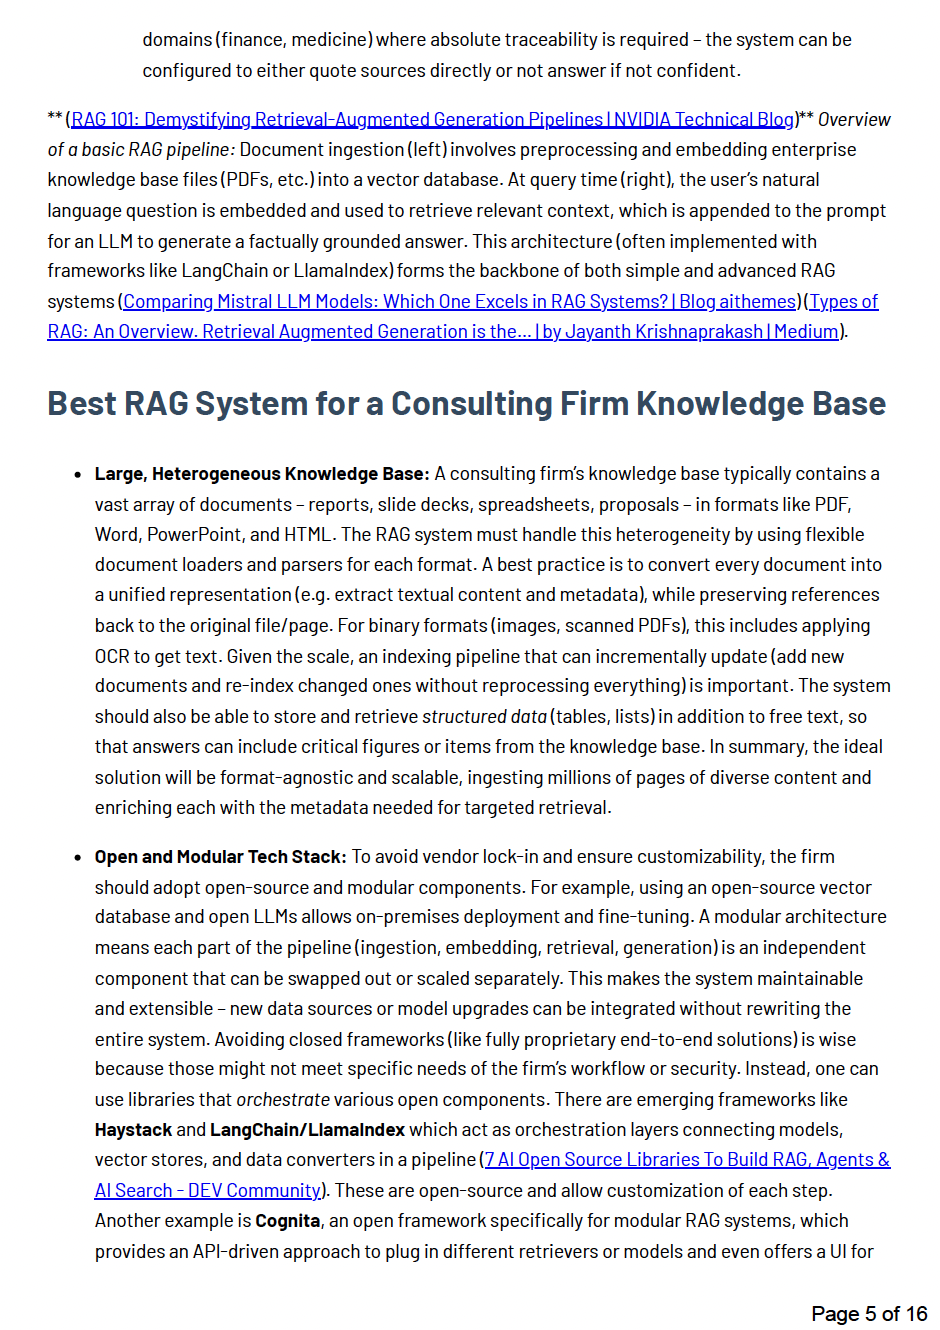 domains (finance, medicine) where absolute traceability is required – the system can be
configured to either quote sources directly or not answer if not confident.
** (RAG 101: Demystifying Retrieval-Augmented Generation Pipelines | NVIDIA Technical Blog)** Overview
of a basic RAG pipeline: Document ingestion (left) involves preprocessing and embedding enterprise
knowledge base files (PDFs, etc.) into a vector database. At query time (right), the user’s natural
language question is embedded and used to retrieve relevant context, which is appended to the prompt
for an LLM to generate a factually grounded answer. This architecture (often implemented with
frameworks like LangChain or LlamaIndex) forms the backbone of both simple and advanced RAG
systems (Comparing Mistral LLM Models: Which One Excels in RAG Systems? | Blog aithemes) (Types of
RAG: An Overview. Retrieval Augmented Generation is the… | by Jayanth Krishnaprakash | Medium).
Best RAG System for a Consulting Firm Knowledge Base
• Large, Heterogeneous Knowledge Base: A consulting firm’s knowledge base typically contains a
vast array of documents – reports, slide decks, spreadsheets, proposals – in formats like PDF,
Word, PowerPoint, and HTML. The RAG system must handle this heterogeneity by using flexible
document loaders and parsers for each format. A best practice is to convert every document into
a unified representation (e.g. extract textual content and metadata), while preserving references
back to the original file/page. For binary formats (images, scanned PDFs), this includes applying
OCR to get text. Given the scale, an indexing pipeline that can incrementally update (add new
documents and re-index changed ones without reprocessing everything) is important. The system
should also be able to store and retrieve structured data (tables, lists) in addition to free text, so
that answers can include critical figures or items from the knowledge base. In summary, the ideal
solution will be format-agnostic and scalable, ingesting millions of pages of diverse content and
enriching each with the metadata needed for targeted retrieval.
• Open and Modular Tech Stack: To avoid vendor lock-in and ensure customizability, the firm
should adopt open-source and modular components. For example, using an open-source vector
database and open LLMs allows on-premises deployment and fine-tuning. A modular architecture
means each part of the pipeline (ingestion, embedding, retrieval, generation) is an independent
component that can be swapped out or scaled separately. This makes the system maintainable
and extensible – new data sources or model upgrades can be integrated without rewriting the
entire system. Avoiding closed frameworks (like fully proprietary end-to-end solutions) is wise
because those might not meet specific needs of the firm’s workflow or security. Instead, one can
use libraries that orchestrate various open components. There are emerging frameworks like
Haystack and LangChain/LlamaIndex which act as orchestration layers connecting models,
vector stores, and data converters in a pipeline (7 AI Open Source Libraries To Build RAG, Agents &
AI Search - DEV Community). These are open-source and allow customization of each step.
Another example is Cognita, an open framework specifically for modular RAG systems, which
provides an API-driven approach to plug in different retrievers or models and even offers a UI for
Page 5 of 16